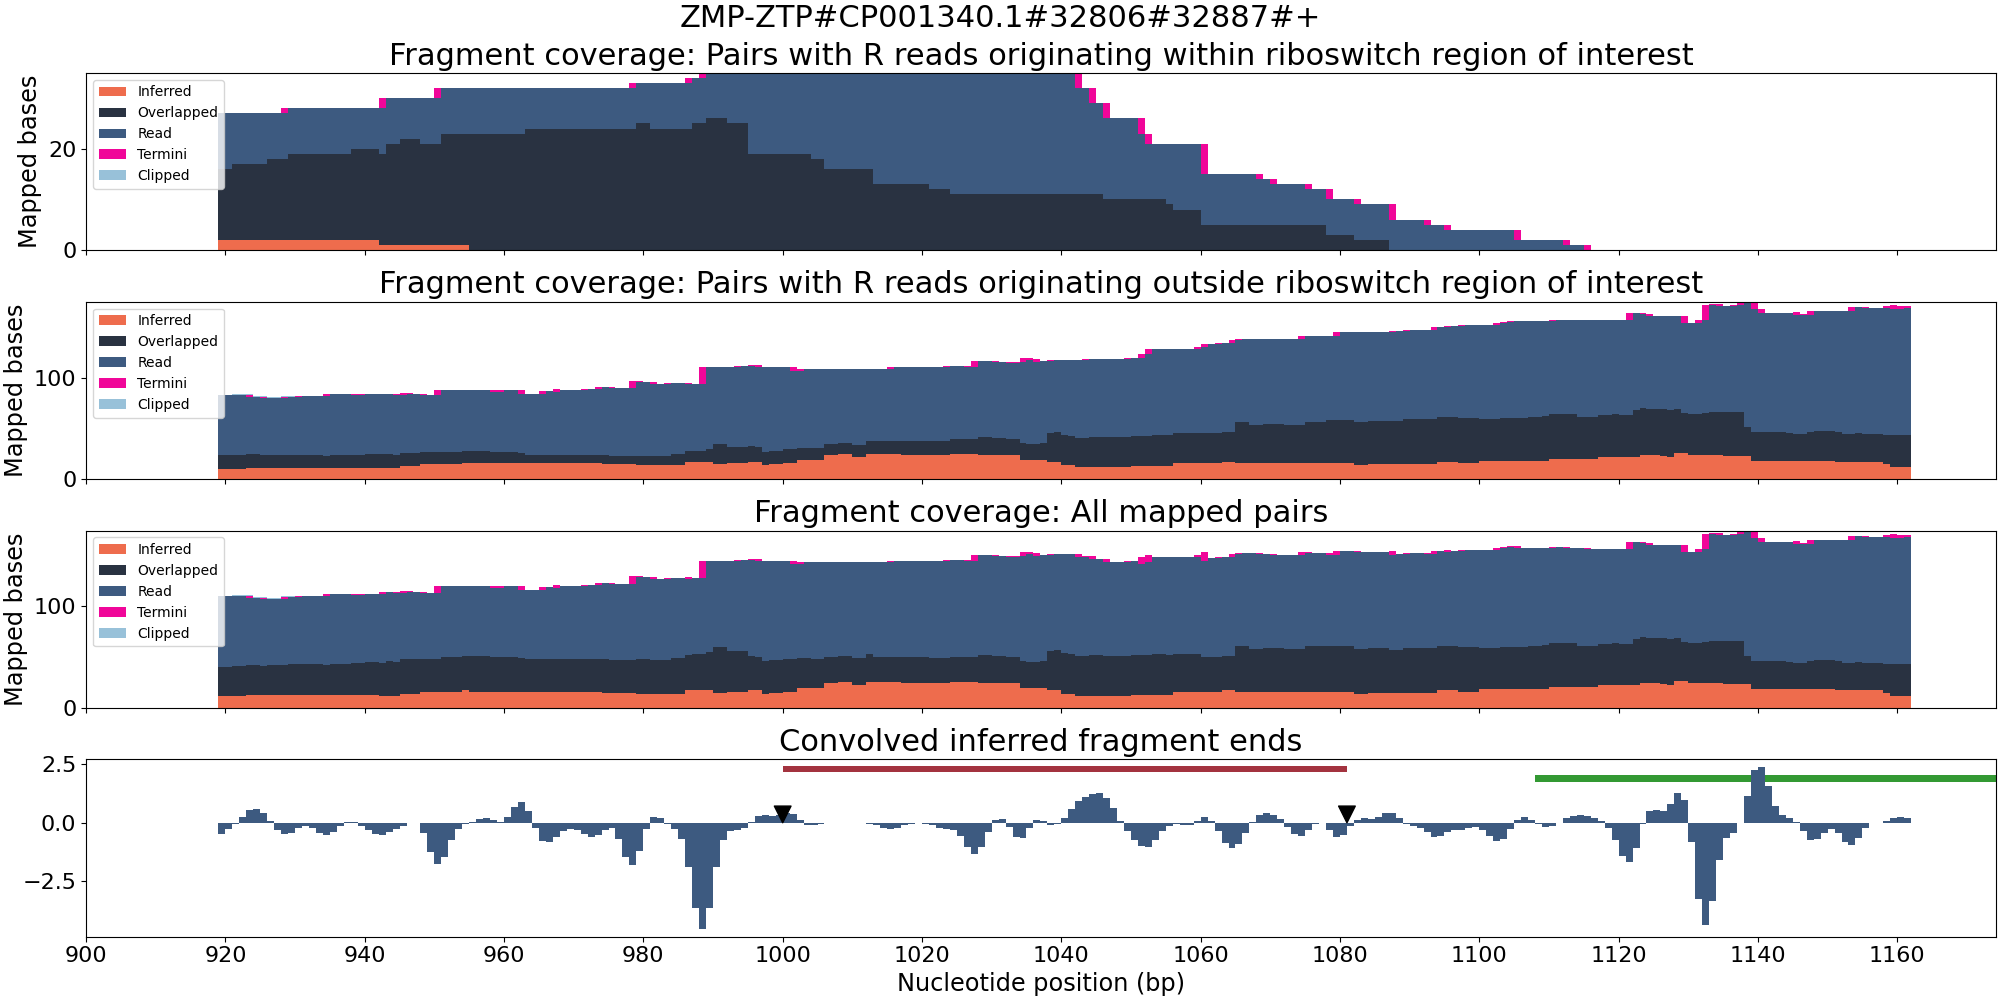 ZMP-ZTP#CP001340.1#32806#32887#+
Fragment coverage: Pairs with R reads originating within riboswitch region of interest
Mapped bases
20
0
Inferred
Overlapped
Read
Termini
Clipped
Fragment coverage: Pairs with R reads originating outside riboswitch region of interest
Mapped bases
100
0
Inferred
Overlapped
Read
Termini
Clipped
Fragment coverage: All mapped pairs
Mapped bases
100
0
Inferred
Overlapped
Read
Termini
Clipped
Convolved inferred fragment ends
2.5
0.0
−2.5
900 920 940 960 980 1000 1020 1040 1060 1080 1100 1120 1140 1160
Nucleotide position (bp)